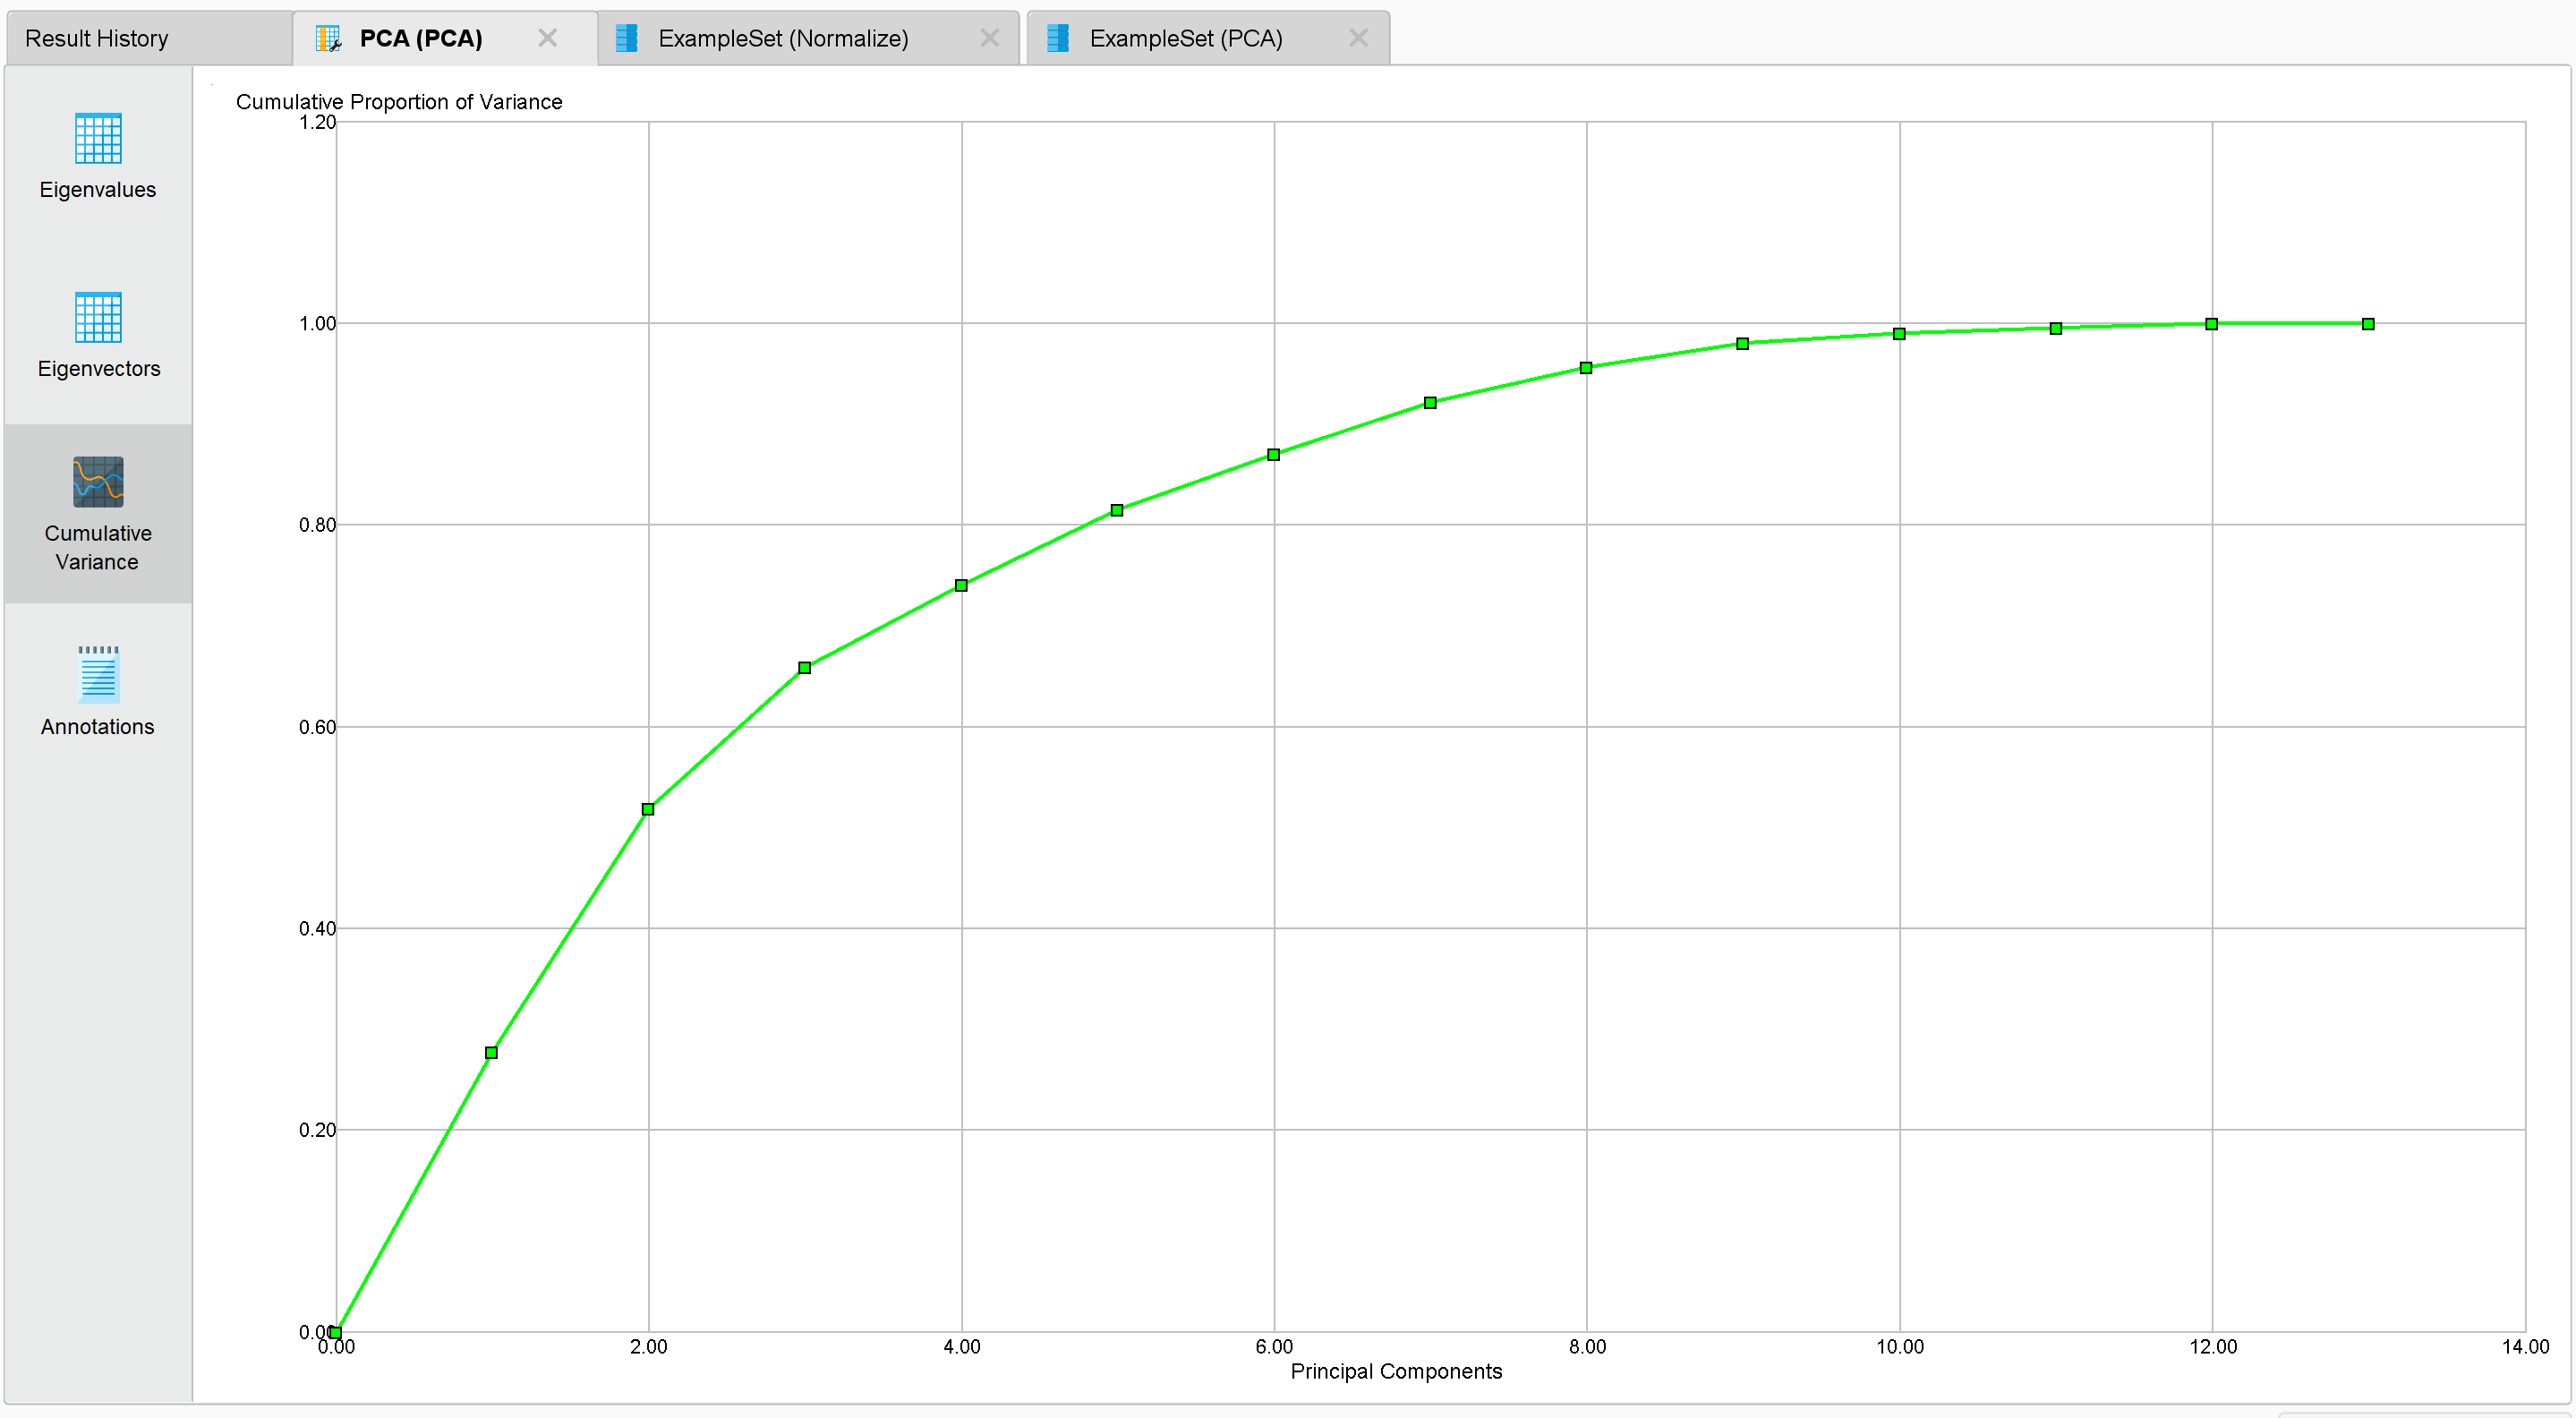 Result History
PCA (PCA)
ExampleSet (Normalize)
ExampleSet (PCA)
Eigenvalues
Eigenvectors
Cumulative
Variance
Annotations
Cumulative Proportion of Variance
1.20
1.00
0.80
0.60
0.40
0.20
0.00
0.00 2.00 4.00 6.00 8.00 10.00 12.00 14.00
Principal Components